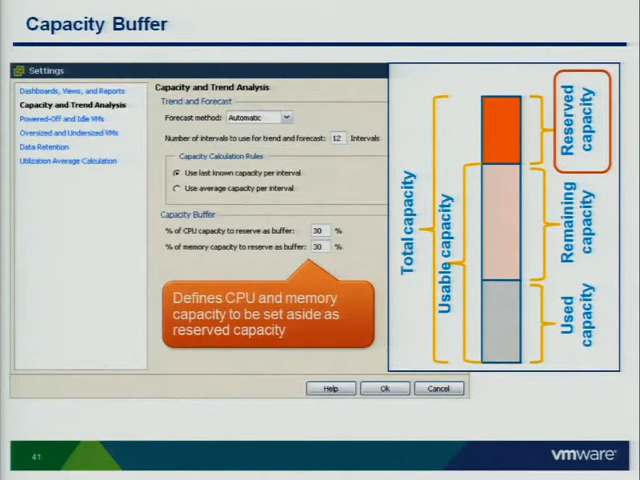 Capacity Buffer
Settings
Dashboards, Views, and Reports
Capacity and Trend Analysis
Powered-Off and Idle VMs
Oversized and Undersized VMs
Data Retention
Utilization Average Calculation
Capacity and Trend Analysis
Trend and Forecast
Forecast method: Automatic
Number of intervals to use for trend and forecast: 12 Intervals
Capacity Calculation Rules
Use last known capacity per interval
Use average capacity per interval
Capacity Buffer
% of CPU capacity to reserve as buffer: 30 %
% of memory capacity to reserve as buffer: 30 %
Defines CPU and memory
capacity to be set aside as
reserved capacity
Help
Ok
Cancel
Total capacity
Usable capacity
Reserved
capacity
Remaining
capacity
Used
capacity
41
vmware